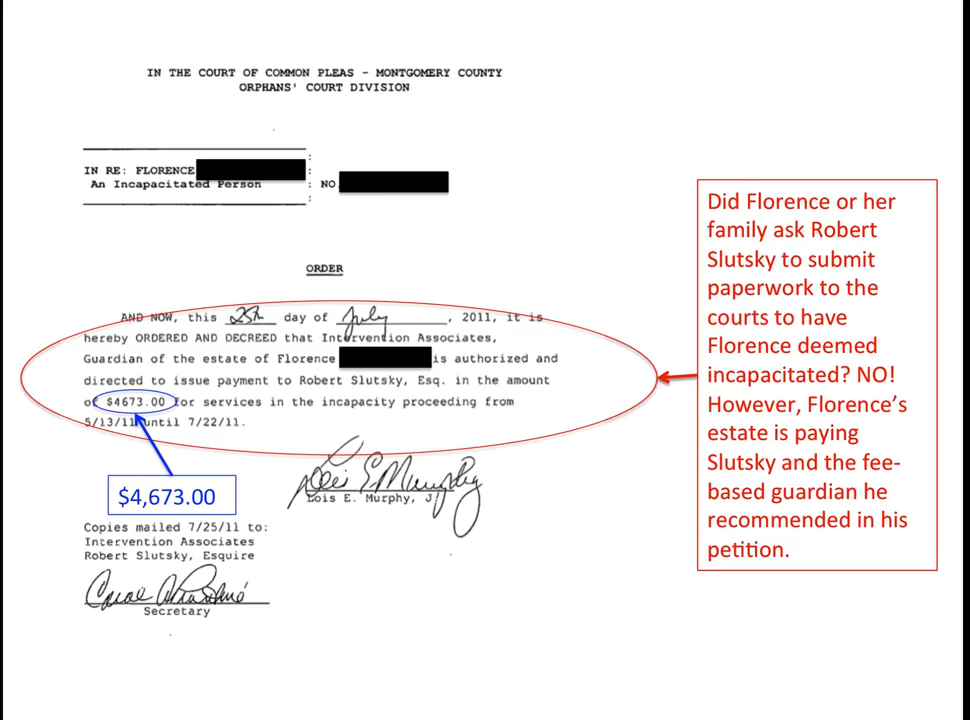 IN THE COURT OF COMMON PLEAS - MONTGOMERY COUNTY
ORPHANS' COURT DIVISION
IN RE: FLORENCE :
An Incapacitated Person : NO
ORDER
AND NOW, this 25th day of July, 2011, it is
hereby ORDERED AND DECREED that Intervention Associates,
Guardian of the estate of Florence is authorized and
directed to issue payment to Robert Slutsky, Esq. in the amount
of $4673.00 for services in the incapacity proceeding from
5/13/11 until 7/22/11.
$4,673.00
Lois E. Murphy
Lois E. Murphy, J
Copies mailed 7/25/11 to:
Intervention Associates
Robert Slutsky, Esquire
Secretary
Did Florence or her
family ask Robert
Slutsky to submit
paperwork to the
courts to have
Florence deemed
incapacitated? NO!
However, Florence's
estate is paying
Slutsky and the fee-
based guardian he
recommended in his
petition.